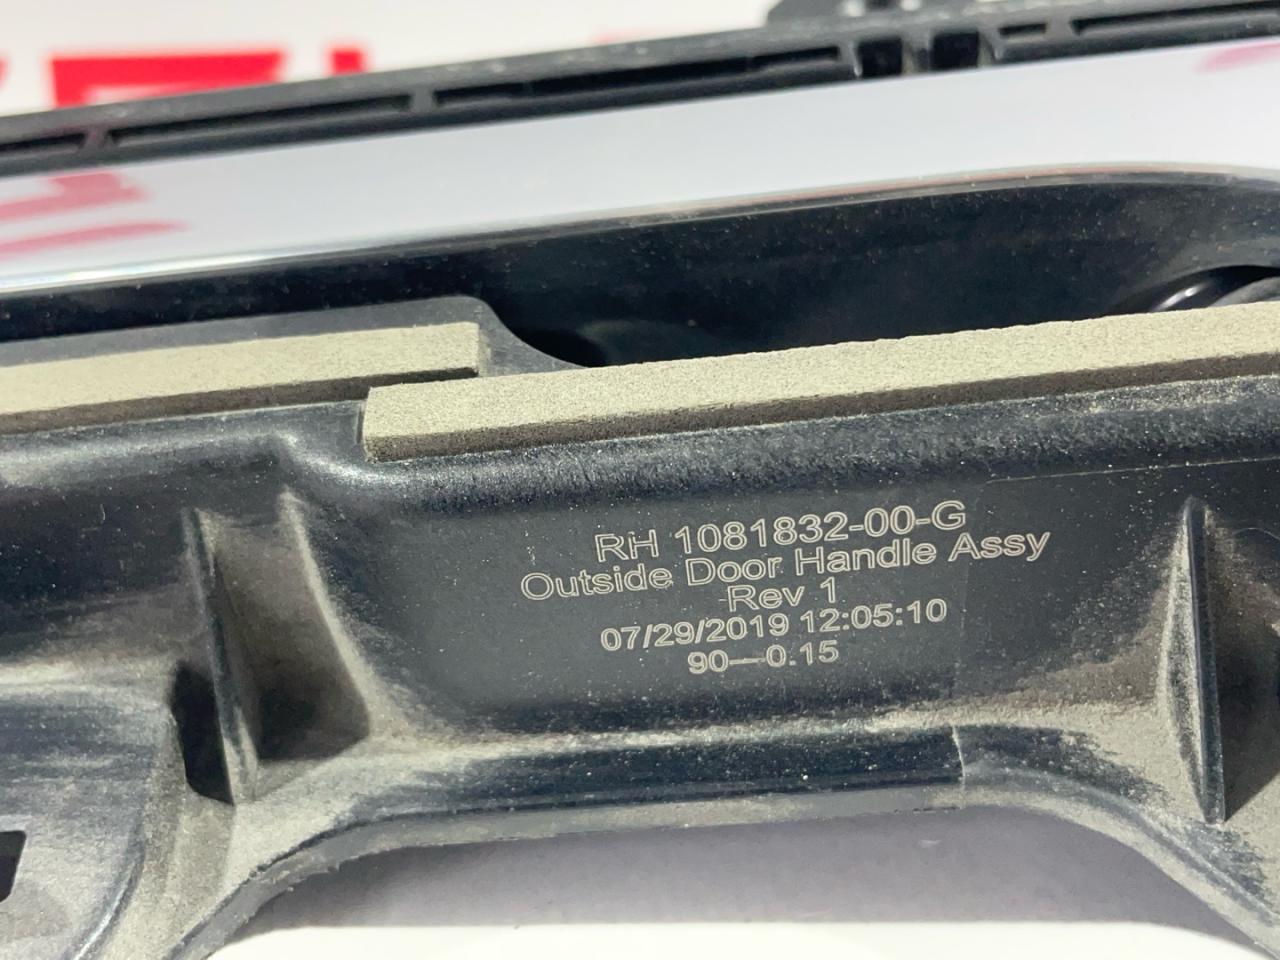 RH 1081832-00-G
Outside Door Handle Assy
Rev 1
07/29/2019 12:05:10
90—0.15